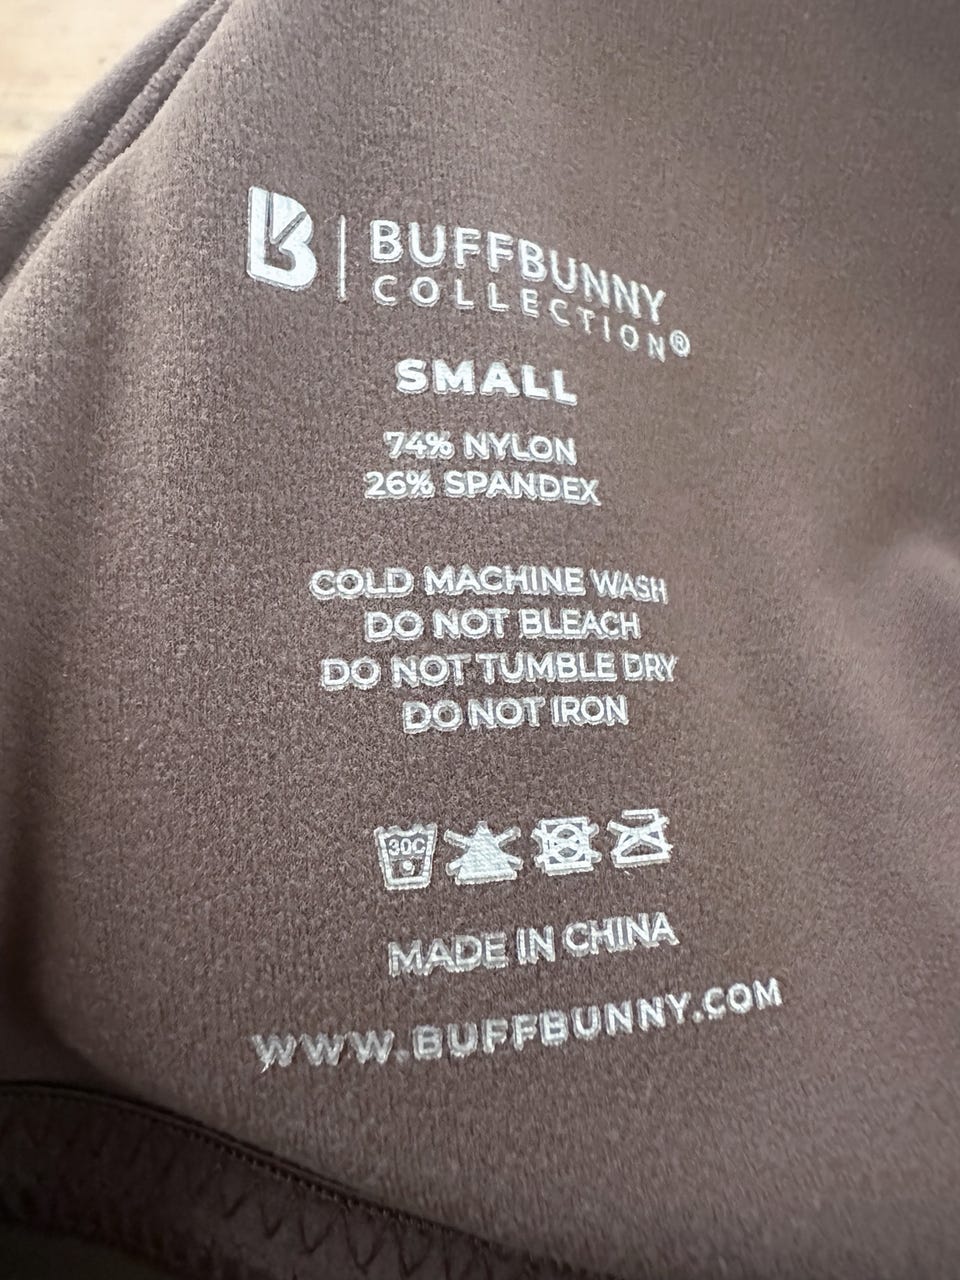 BUFFBUNNY
COLLECTION®
SMALL
74% NYLON
26% SPANDEX
COLD MACHINE WASH
DO NOT BLEACH
DO NOT TUMBLE DRY
DO NOT IRON
30C
MADE IN CHINA
WWW.BUFFBUNNY.COM